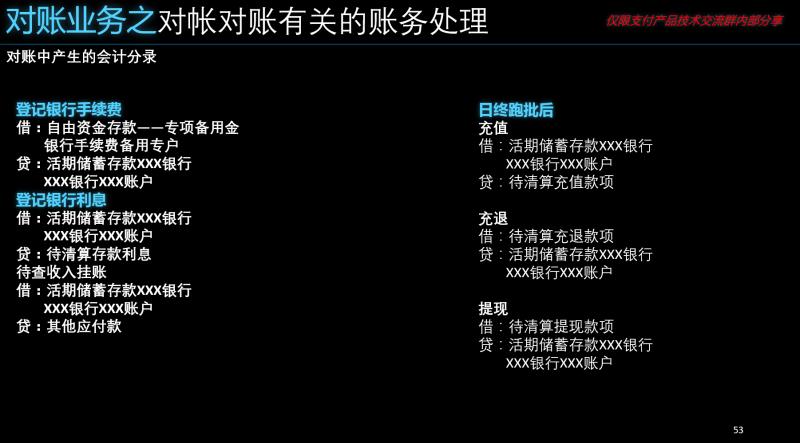 对账业务之对帐对账有关的账务处理
仅限支付产品技术交流群内部分享
对账中产生的会计分录
登记银行手续费
借：自由资金存款——专项备用金
银行手续费备用专户
贷：活期储蓄存款XXX银行
XXX银行XXX账户
登记银行利息
借：活期储蓄存款XXX银行
XXX银行XXX账户
贷：待清算存款利息
待查收入挂账
借：活期储蓄存款XXX银行
XXX银行XXX账户
贷：其他应付款
日终跑批后
充值
借：活期储蓄存款XXX银行
XXX银行XXX账户
贷：待清算充值款项
充退
借：待清算充退款项
贷：活期储蓄存款XXX银行
XXX银行XXX账户
提现
借：待清算提现款项
贷：活期储蓄存款XXX银行
XXX银行XXX账户
53